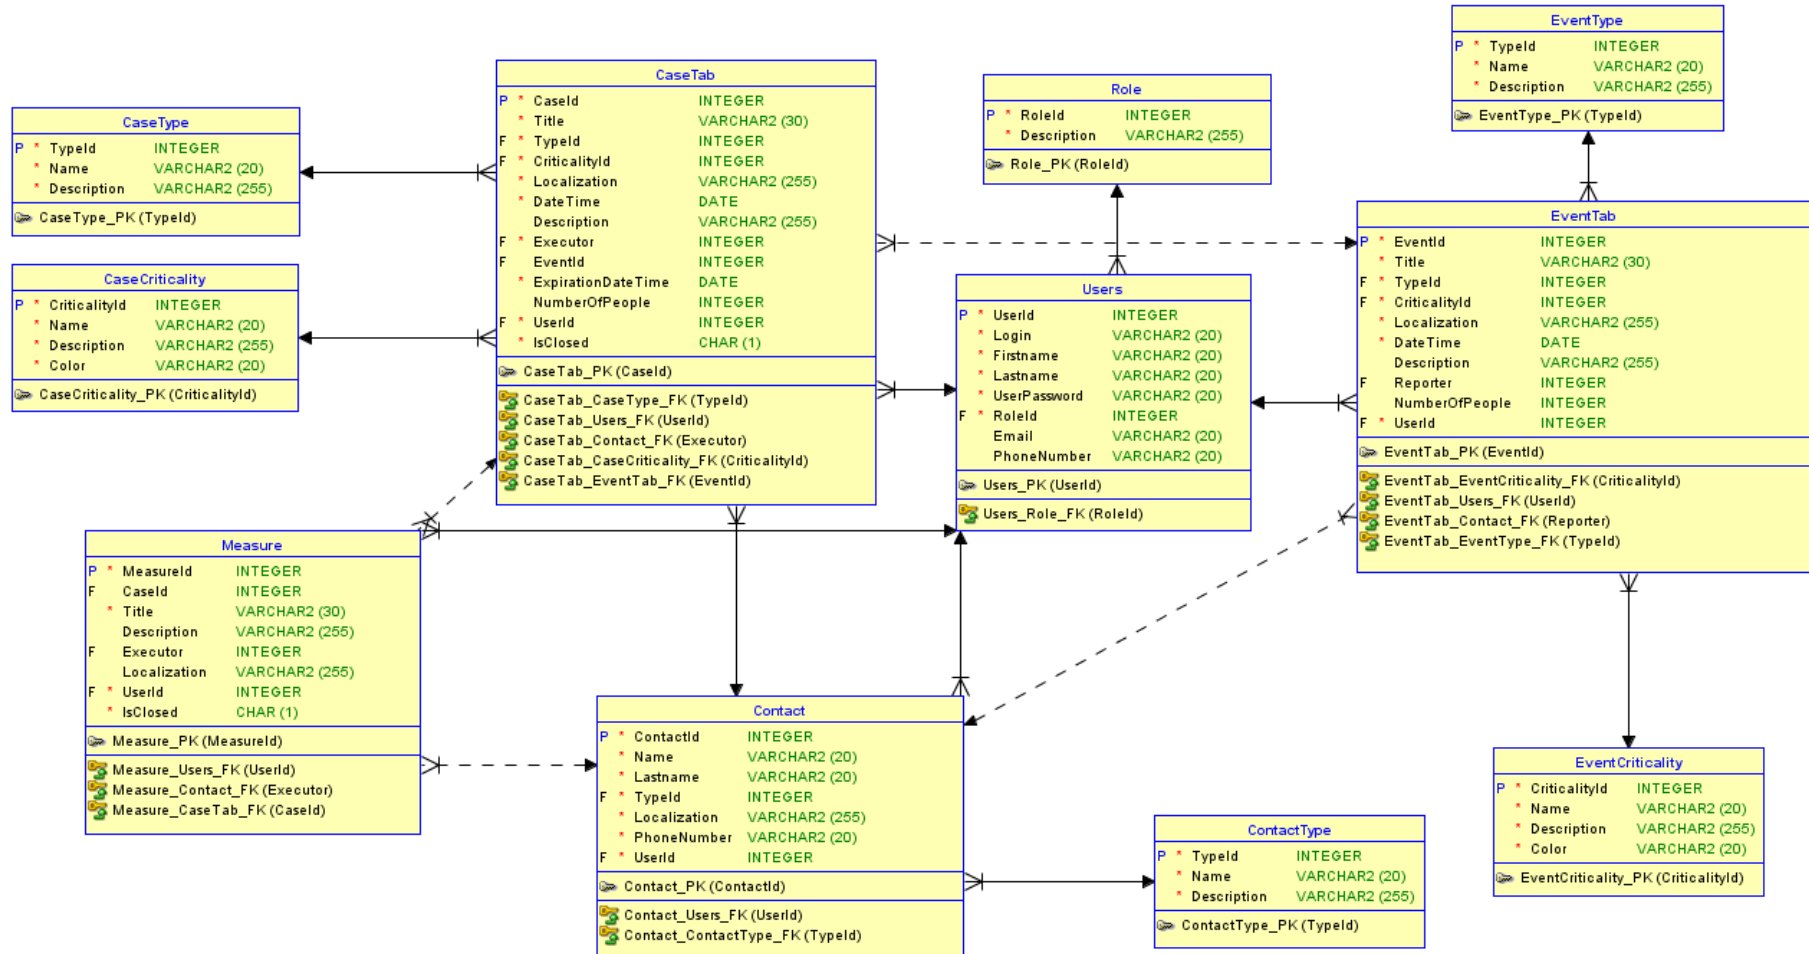 EventType
P * TypeId INTEGER
* Name VARCHAR2 (20)
* Description VARCHAR2 (255)
EventType_PK (TypeId)
CaseTab
P * CaseId INTEGER
* Title VARCHAR2 (30)
F * TypeId INTEGER
F * CriticalityId INTEGER
* Localization VARCHAR2 (255)
* DateTime DATE
Description VARCHAR2 (255)
F * Executor INTEGER
F EventId INTEGER
* ExpirationDateTime DATE
NumberOfPeople INTEGER
F * UserId INTEGER
* IsClosed CHAR (1)
CaseTab_PK (CaseId)
CaseTab_CaseType_FK (TypeId)
CaseTab_Users_FK (UserId)
CaseTab_Contact_FK (Executor)
CaseTab_CaseCriticality_FK (CriticalityId)
CaseTab_EventTab_FK (EventId)
Role
P * RoleId INTEGER
* Description VARCHAR2 (255)
Role_PK (RoleId)
CaseType
P * TypeId INTEGER
* Name VARCHAR2 (20)
* Description VARCHAR2 (255)
CaseType_PK (TypeId)
EventTab
P * EventId INTEGER
* Title VARCHAR2 (30)
F * TypeId INTEGER
F * CriticalityId INTEGER
* Localization VARCHAR2 (255)
* DateTime DATE
Description VARCHAR2 (255)
F Reporter INTEGER
NumberOfPeople INTEGER
F * UserId INTEGER
EventTab_PK (EventId)
EventTab_EventCriticality_FK (CriticalityId)
EventTab_Users_FK (UserId)
EventTab_Contact_FK (Reporter)
EventTab_EventType_FK (TypeId)
CaseCriticality
P * CriticalityId INTEGER
* Name VARCHAR2 (20)
* Description VARCHAR2 (255)
* Color VARCHAR2 (20)
CaseCriticality_PK (CriticalityId)
Users
P * UserId INTEGER
* Login VARCHAR2 (20)
* Firstname VARCHAR2 (20)
* Lastname VARCHAR2 (20)
* UserPassword VARCHAR2 (20)
F * RoleId INTEGER
Email VARCHAR2 (20)
PhoneNumber VARCHAR2 (20)
Users_PK (UserId)
Users_Role_FK (RoleId)
Measure
P * MeasureId INTEGER
F CaseId INTEGER
* Title VARCHAR2 (30)
Description VARCHAR2 (255)
F Executor INTEGER
Localization VARCHAR2 (255)
F * UserId INTEGER
* IsClosed CHAR (1)
Measure_PK (MeasureId)
Measure_Users_FK (UserId)
Measure_Contact_FK (Executor)
Measure_CaseTab_FK (CaseId)
Contact
P * ContactId INTEGER
* Name VARCHAR2 (20)
* Lastname VARCHAR2 (20)
F * TypeId INTEGER
* Localization VARCHAR2 (255)
* PhoneNumber VARCHAR2 (20)
F * UserId INTEGER
Contact_PK (ContactId)
Contact_Users_FK (UserId)
Contact_ContactType_FK (TypeId)
EventCriticality
P * CriticalityId INTEGER
* Name VARCHAR2 (20)
* Description VARCHAR2 (255)
* Color VARCHAR2 (20)
EventCriticality_PK (CriticalityId)
ContactType
P * TypeId INTEGER
* Name VARCHAR2 (20)
* Description VARCHAR2 (255)
ContactType_PK (TypeId)